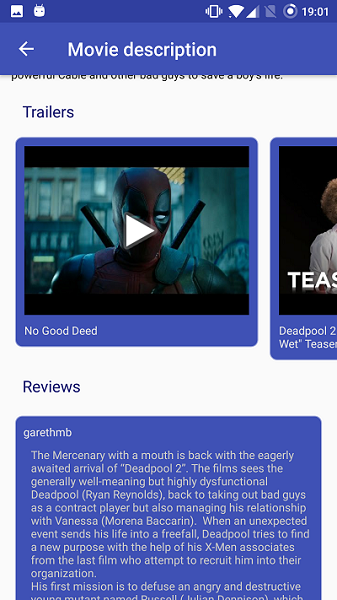 19:01
Movie description
powerful Cable and other bad guys to save a boy's life.
Trailers
TEAS
No Good Deed
Deadpool 2
Wet" Teaser
Reviews
garethmb
The Mercenary with a mouth is back with the eagerly
awaited arrival of “Deadpool 2”. The films sees the
generally well-meaning but highly dysfunctional
Deadpool (Ryan Reynolds), back to taking out bad guys
as a contract player but also managing his relationship
with Vanessa (Morena Baccarin).  When an unexpected
event sends his life into a freefall, Deadpool tries to find
a new purpose with the help of his X-Men associates
from the last film who attempt to recruit him into their
organization.
His first mission is to defuse an angry and destructive
young mutant named Russell (Julian Dennison), which